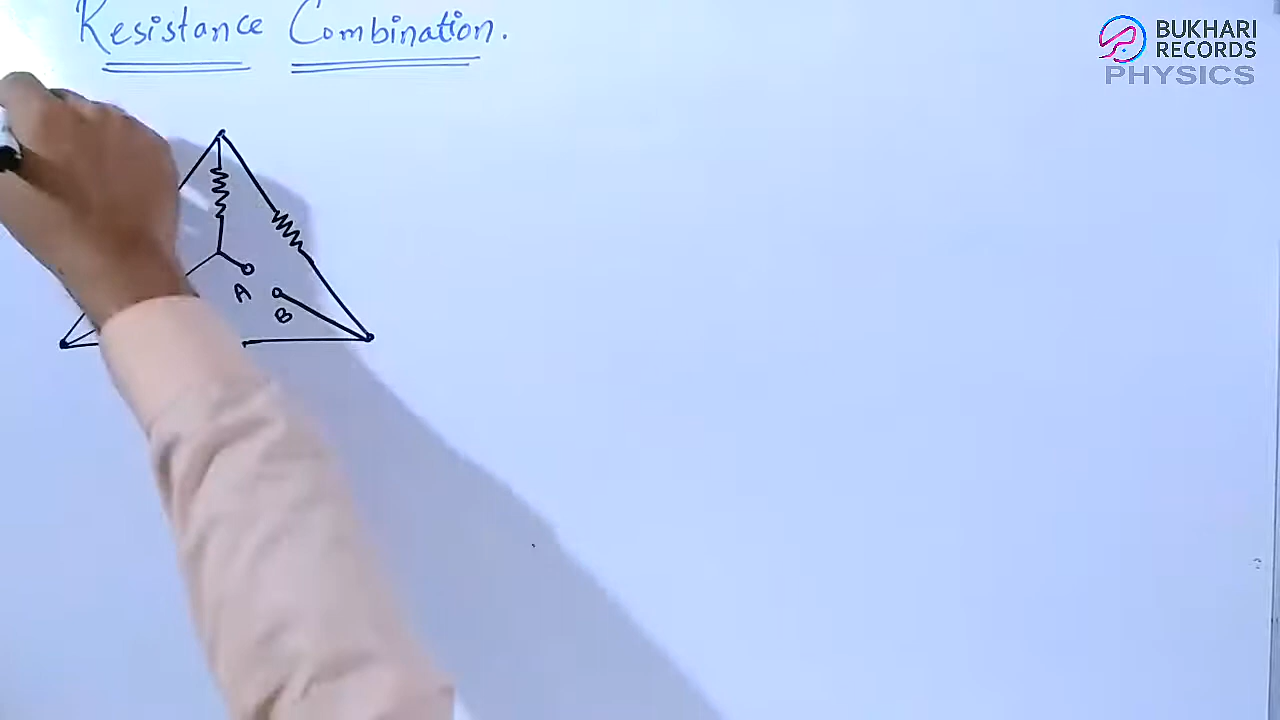 Resistance Combination.
BUKHARI
RECORDS
PHYSICS
A
B